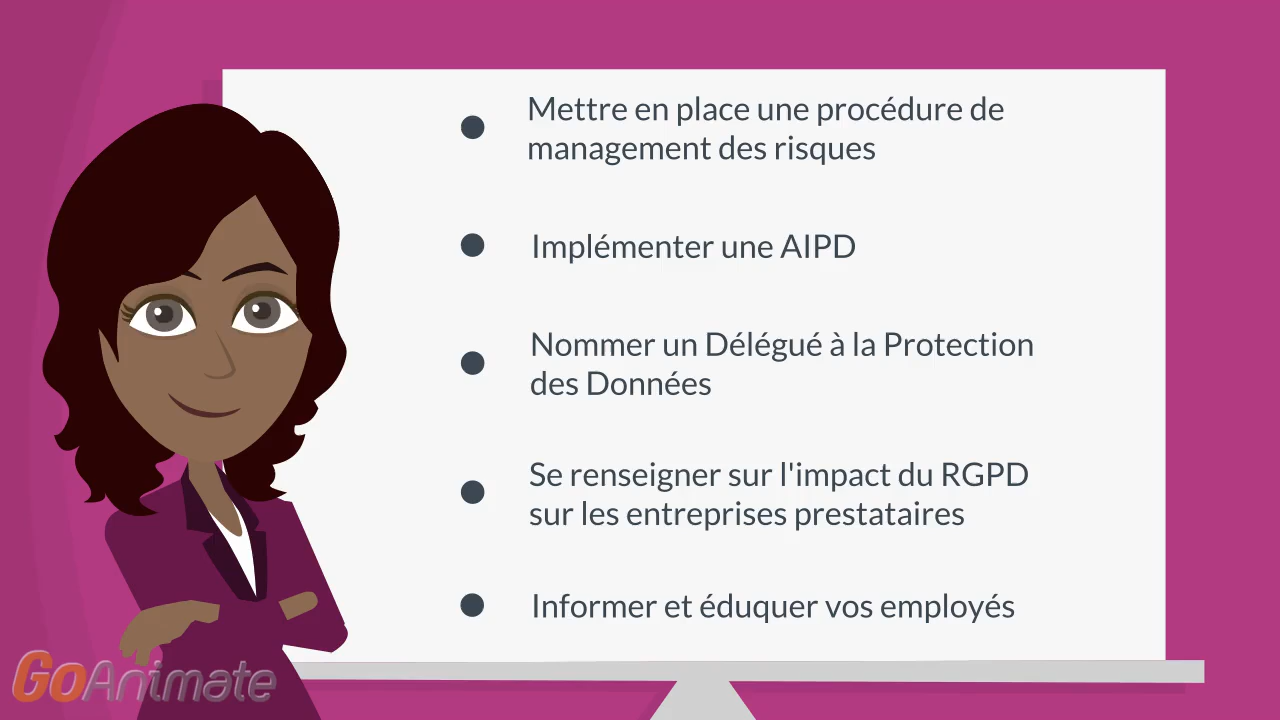 Mettre en place une procédure de
management des risques
Implémenter une AIPD
Nommer un Délégué à la Protection
des Données
Se renseigner sur l'impact du RGPD
sur les entreprises prestataires
Informer et éduquer vos employés
GoAnimate